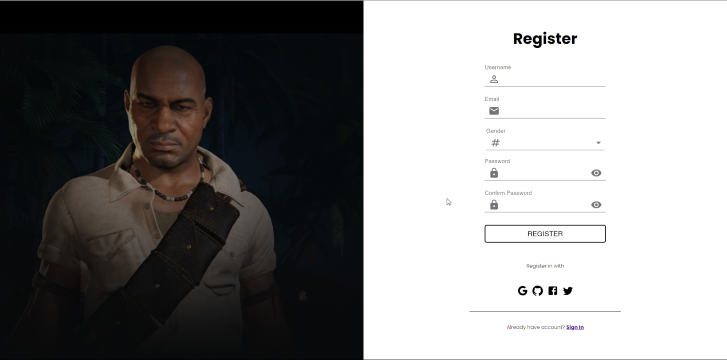 Register
Username
Email
Gender
#
Password
Confirm Password
REGISTER
Register in with
Already have account? Sign In